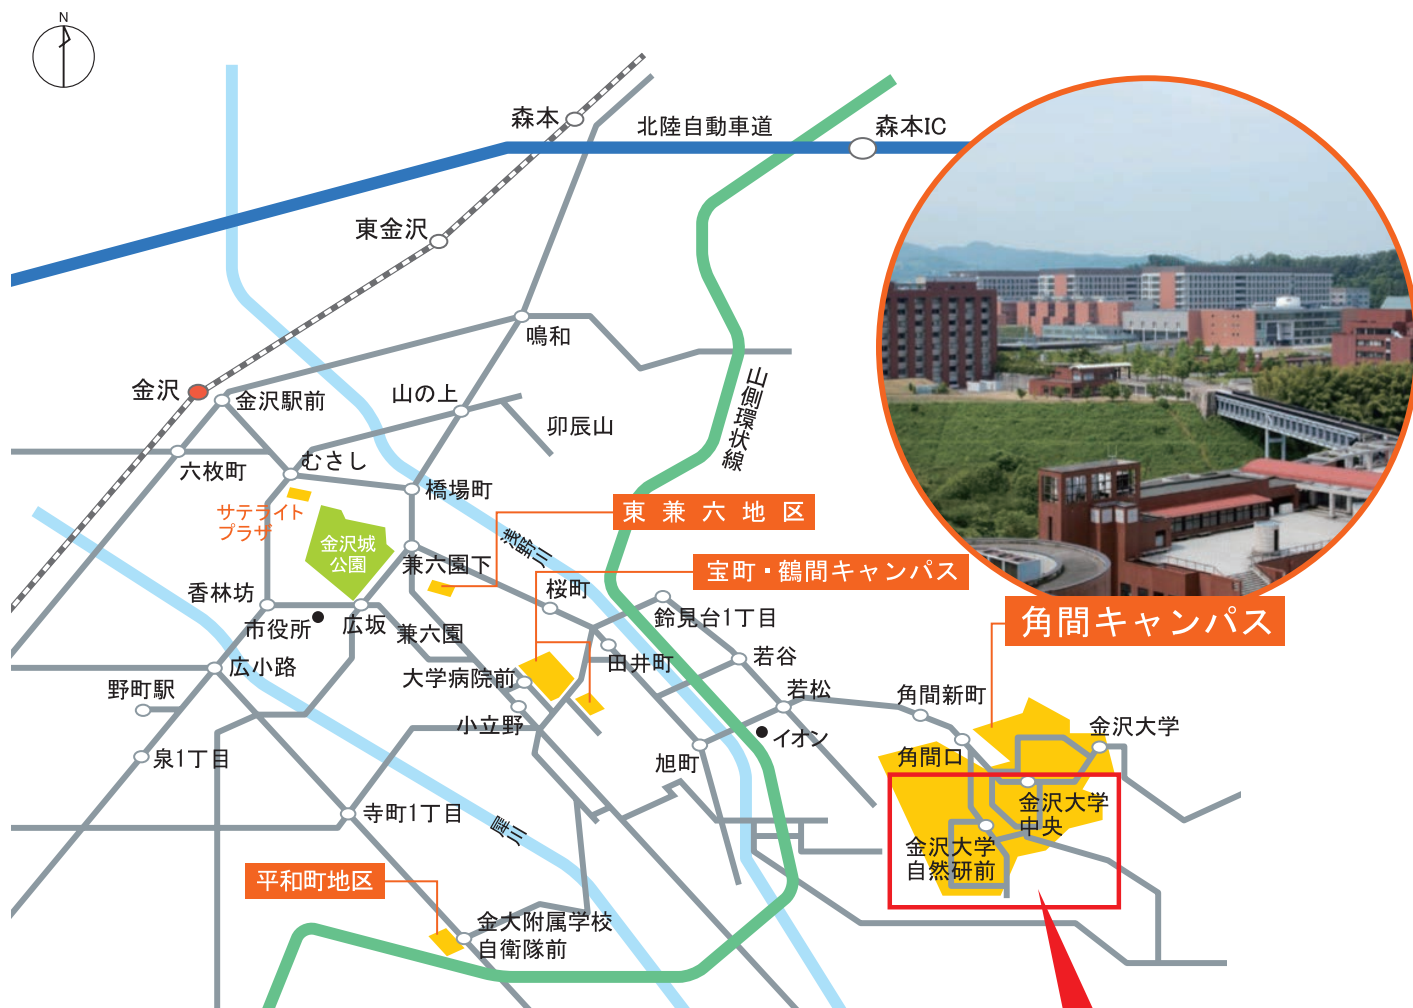 N
森本
北陸自動車道
森本IC
東金沢
鳴和
金沢
金沢駅前
山の上
卯辰山
山側環状線
六枚町
むさし
橋場町
サテライト
プラザ
金沢城
公園
東兼六地区
浅野川
兼六園下
宝町・鶴間キャンパス
香林坊
市役所
広坂
兼六園
桜町
鈴見台1丁目
角間キャンパス
広小路
大学病院前
田井町
若谷
野町駅
小立野
若松
角間新町
金沢大学
泉1丁目
旭町
イオン
角間口
寺町1丁目
犀川
金沢大学
中央
金沢大学
自然研前
平和町地区
金大附属学校
自衛隊前